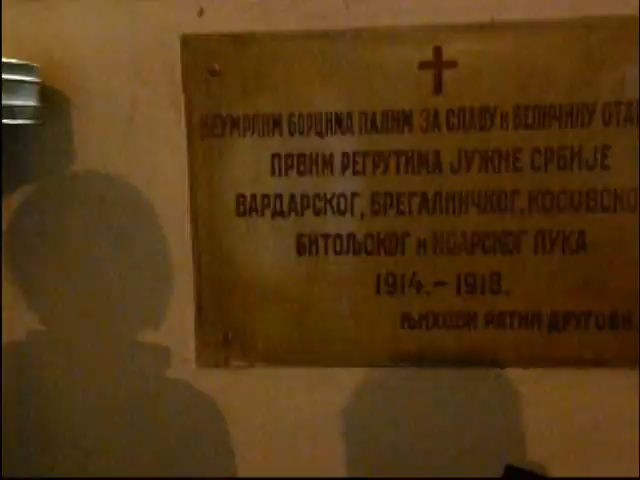 НЕУМРЛИМ БОРЦИМА ПАЛИМ ЗА СЛАВУ и ВЕЛИЧИНУ
ПРВИМ РЕГРУТИМА ЈУЖНЕ СРБИЈЕ
ВАРДАРСКОГ, БРЕГАЛНИЧКОГ, КОСОВСКО
БИТОЉСКОГ и ИБАРСКОГ ПУКА
1914.-1918.
ЊИХОВИ РАТНИ ДРУГОВИ